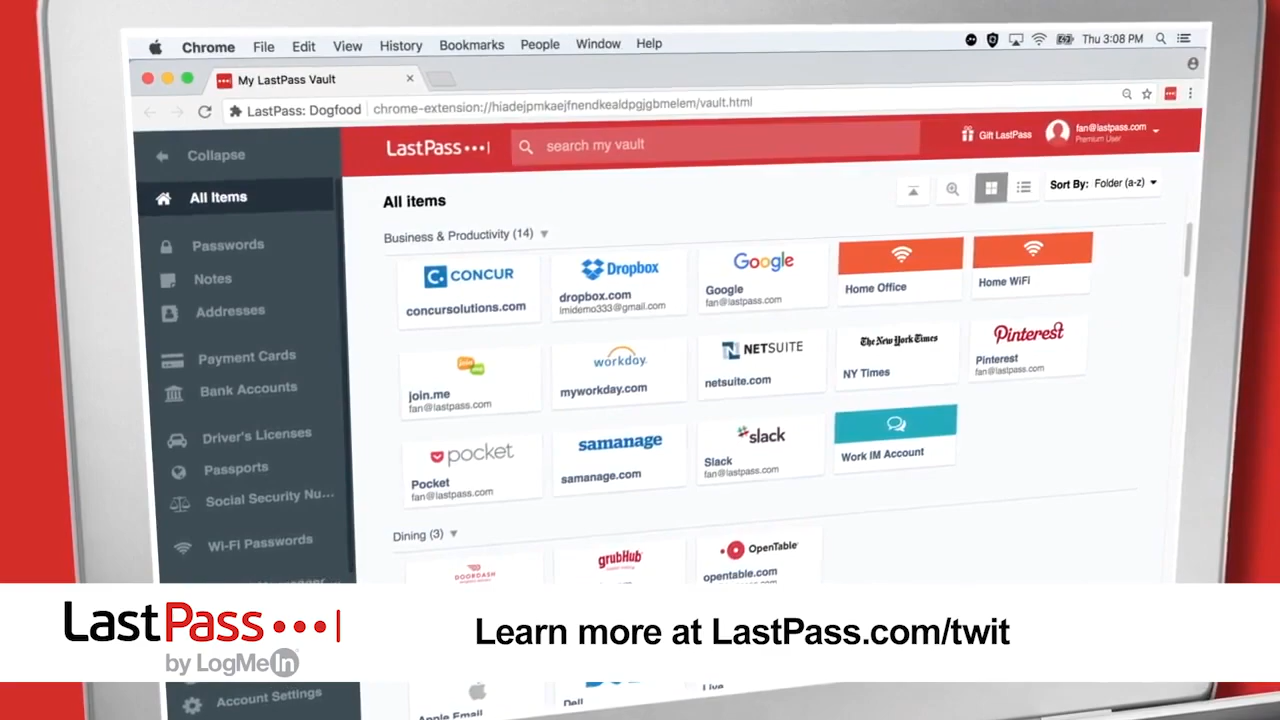 Chrome File Edit View History Bookmarks People Window Help Thu 3:08 PM
My LastPass Vault
LastPass: Dogfood chrome-extension://hiadejpmkaejfnendkealdpgjgbmelem/vault.html
Collapse
LastPass
search my vault
Gift LastPass
fan@lastpass.com
Premium User
All Items
Passwords
Notes
Addresses
Payment Cards
Bank Accounts
Driver's Licenses
Passports
Social Security Nu...
Wi-Fi Passwords
Account Settings
All items
Sort By: Folder (a-z)
Business & Productivity (14)
CONCUR
concursolutions.com
Dropbox
dropbox.com
lmidemo333@gmail.com
Google
Google
fan@lastpass.com
Home Office
Home WiFi
join.me
join.me
fan@lastpass.com
workday.
myworkday.com
NETSUITE
netsuite.com
The New York Times
NY Times
Pinterest
Pinterest
fan@lastpass.com
pocket
Pocket
fan@lastpass.com
samanage
samanage.com
slack
Slack
fan@lastpass.com
Work IM Account
Dining (3)
DOORDASH
grubHub
OpenTable
opentable.com
Apple Email
Dell
Live
LastPass
by LogMeIn
Learn more at LastPass.com/twit